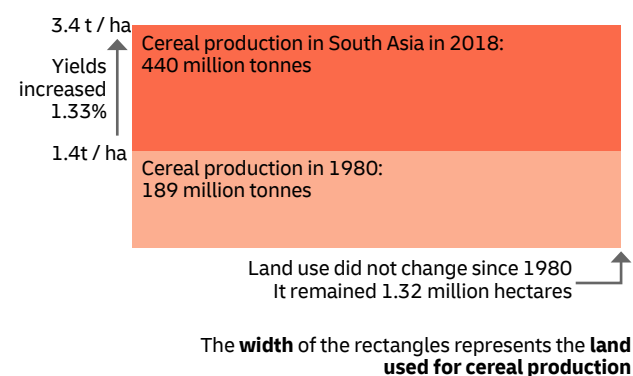 3.4 t / ha
Cereal production in South Asia in 2018:
440 million tonnes
Yields
increased
1.33%
1.4t / ha
Cereal production in 1980:
189 million tonnes
Land use did not change since 1980
It remained 1.32 million hectares
The width of the rectangles represents the land
used for cereal production